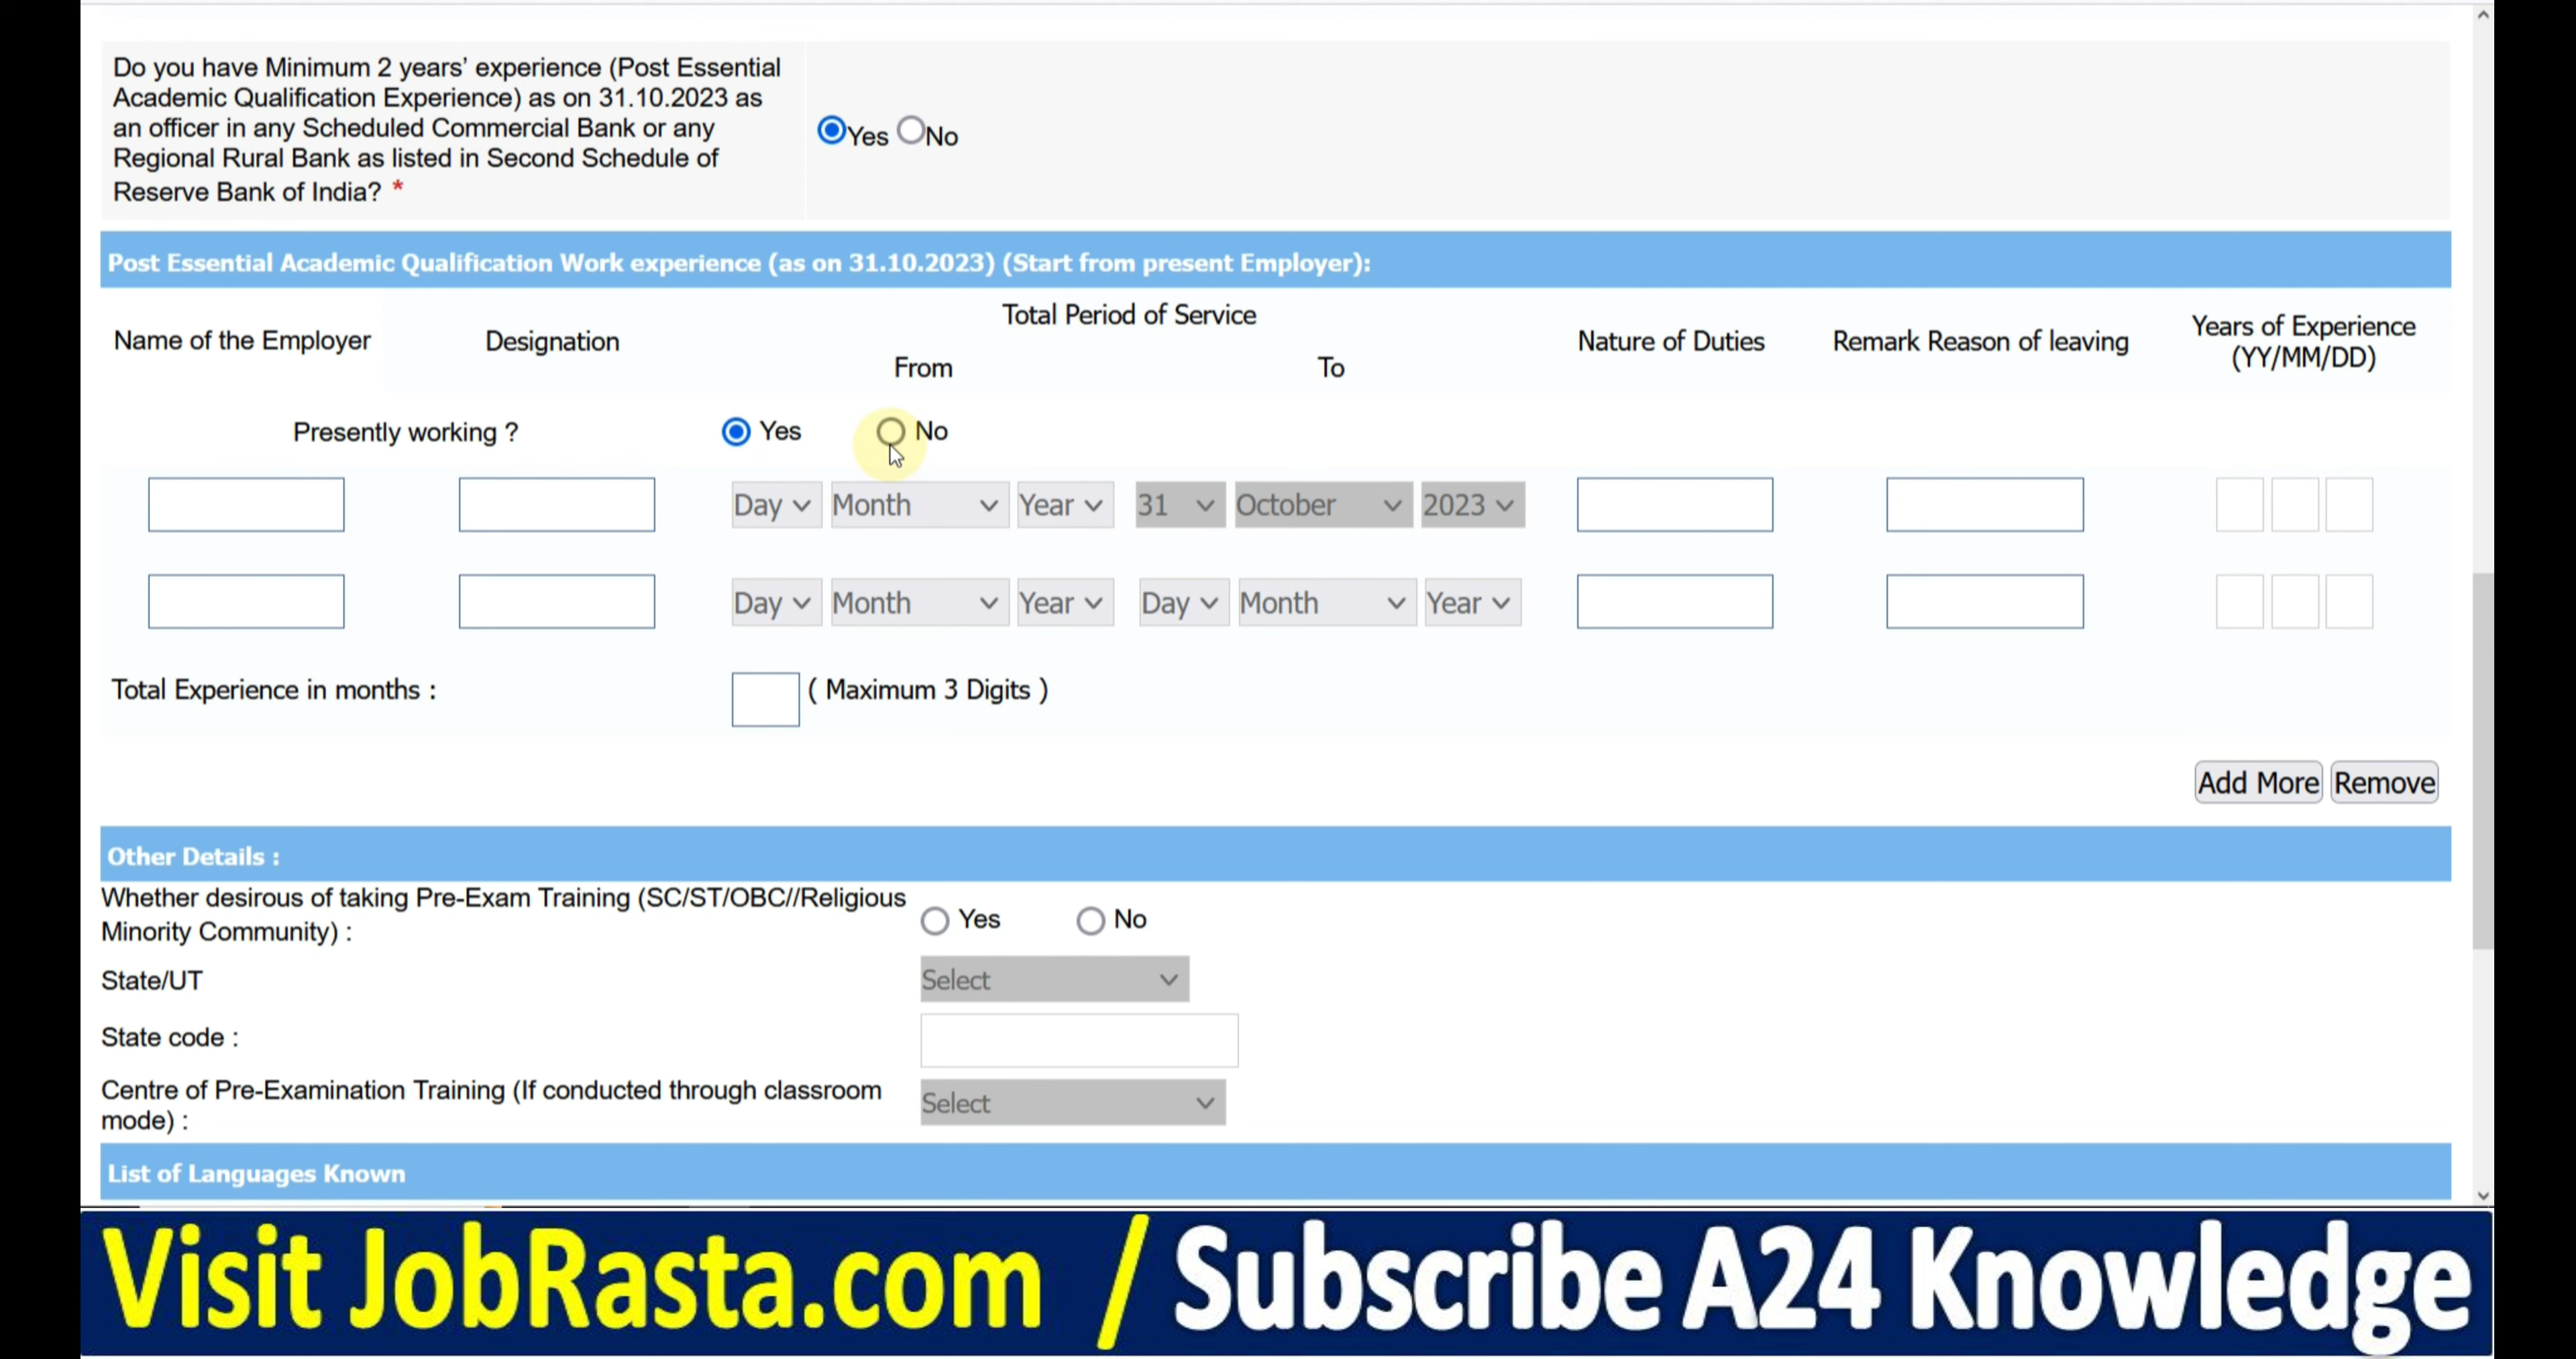 Do you have Minimum 2 years’ experience (Post Essential
Academic Qualification Experience) as on 31.10.2023 as
an officer in any Scheduled Commercial Bank or any
Regional Rural Bank as listed in Second Schedule of
Reserve Bank of India? *
Yes No
Post Essential Academic Qualification Work experience (as on 31.10.2023) (Start from present Employer):
Name of the Employer Designation Total Period of Service Nature of Duties Remark Reason of leaving Years of Experience
(YY/MM/DD)
From To
Presently working ? Yes No
Day Month Year 31 October 2023
Day Month Year Day Month Year
Total Experience in months : ( Maximum 3 Digits )
Add More Remove
Other Details :
Whether desirous of taking Pre-Exam Training (SC/ST/OBC//Religious
Minority Community) : Yes No
State/UT Select
State code :
Centre of Pre-Examination Training (If conducted through classroom
mode) : Select
List of Languages Known
Visit JobRasta.com / Subscribe A24 Knowledge